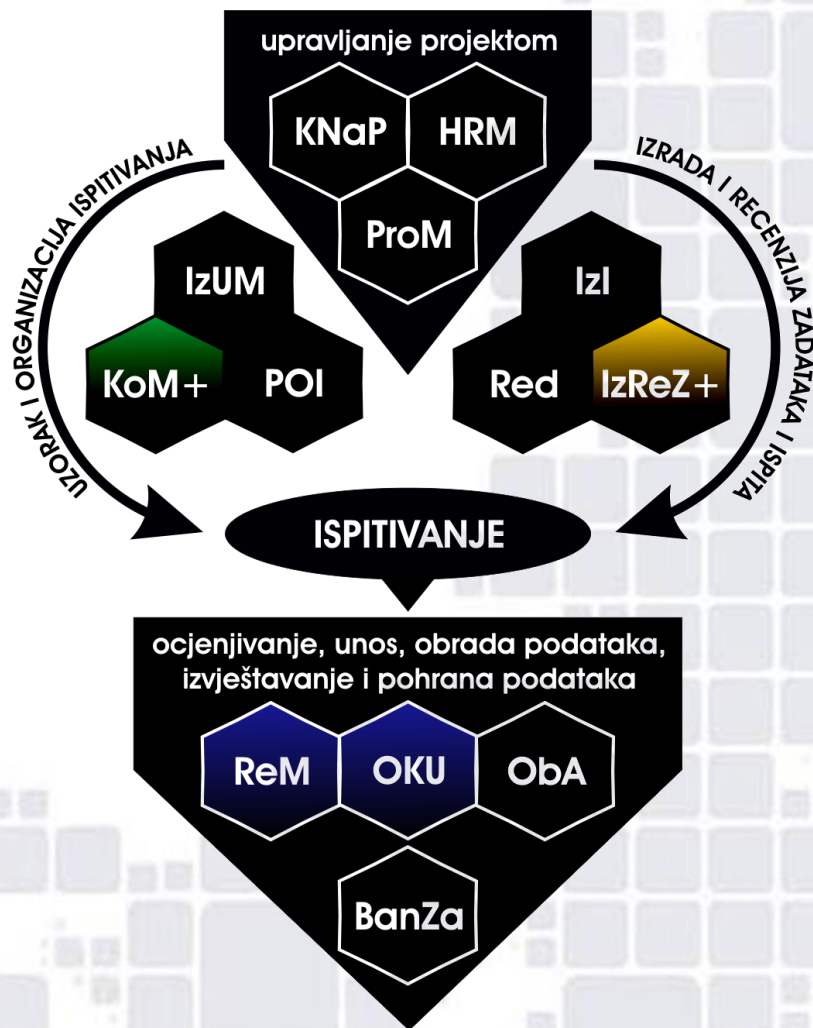 upravljanje projektom
KNaP
HRM
ProM
UZORAK I ORGANIZACIJA ISPITIVANJA
IZRADA I RECENZIJA ZADATAKA I ISPITA
IzUM
KoM+
POI
IzI
Red
IzReZ+
ISPITIVANJE
ocjenjivanje, unos, obrada podataka,
izvještavanje i pohrana podataka
ReM
OKU
ObA
BanZa